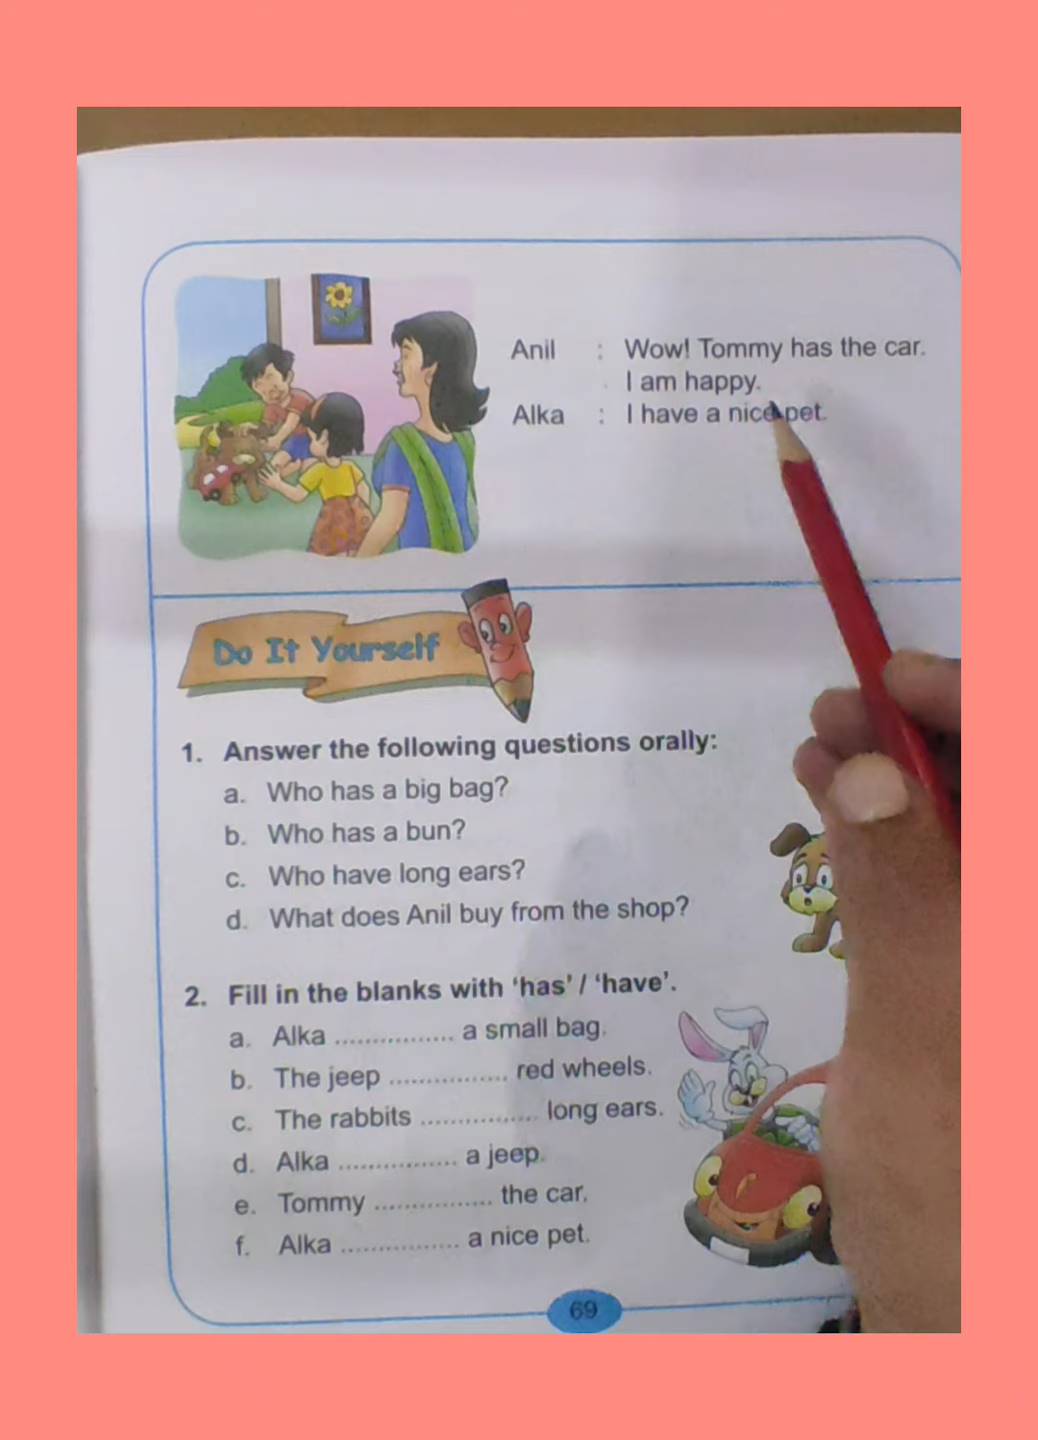 Anil : Wow! Tommy has the car.
I am happy.
Alka : I have a nice pet.
Do It Yourself
1. Answer the following questions orally:
a. Who has a big bag?
b. Who has a bun?
c. Who have long ears?
d. What does Anil buy from the shop?
2. Fill in the blanks with ‘has’ / ‘have’.
a. Alka ................ a small bag.
b. The jeep ................ red wheels.
c. The rabbits ................ long ears.
d. Alka ................ a jeep.
e. Tommy ................ the car.
f. Alka ................ a nice pet.
69